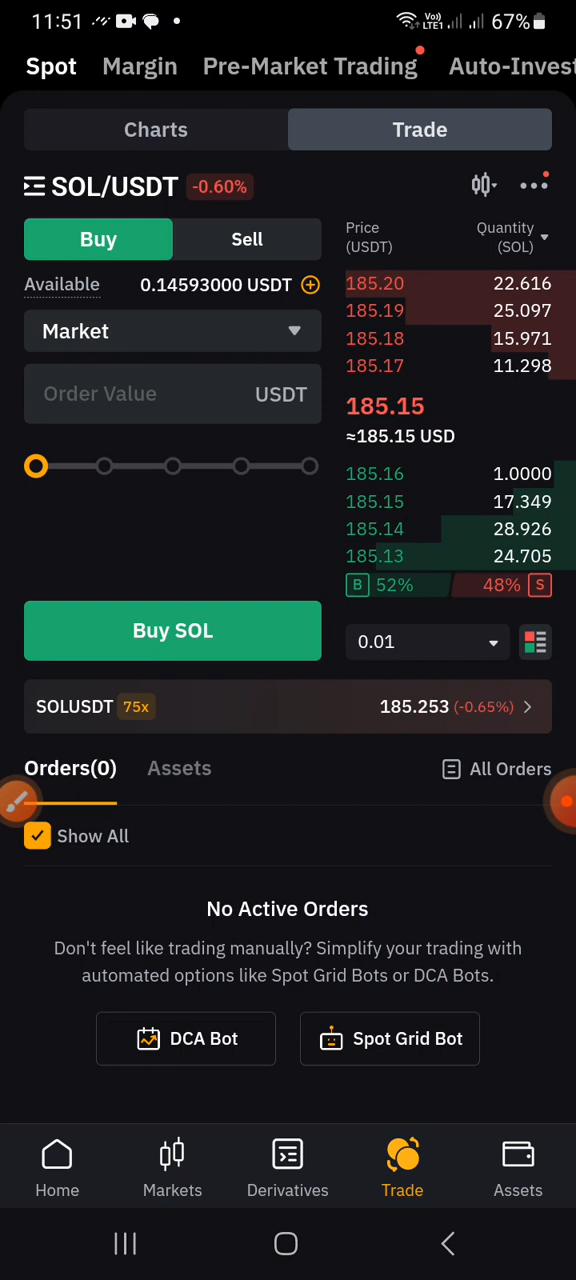 11:51 Vo) LTE1 67%
Spot Margin Pre-Market Trading Auto-Invest
Charts Trade
SOL/USDT -0.60%
Buy Sell
Available 0.14593000 USDT
Market
Order Value USDT
Buy SOL
Price (USDT) Quantity (SOL)
185.20 22.616
185.19 25.097
185.18 15.971
185.17 11.298
185.15
≈185.15 USD
185.16 1.0000
185.15 17.349
185.14 28.926
185.13 24.705
B 52% 48% S
0.01
SOLUSDT 75x 185.253 (-0.65%)
Orders(0) Assets All Orders
Show All
No Active Orders
Don't feel like trading manually? Simplify your trading with
automated options like Spot Grid Bots or DCA Bots.
DCA Bot Spot Grid Bot
Home Markets Derivatives Trade Assets